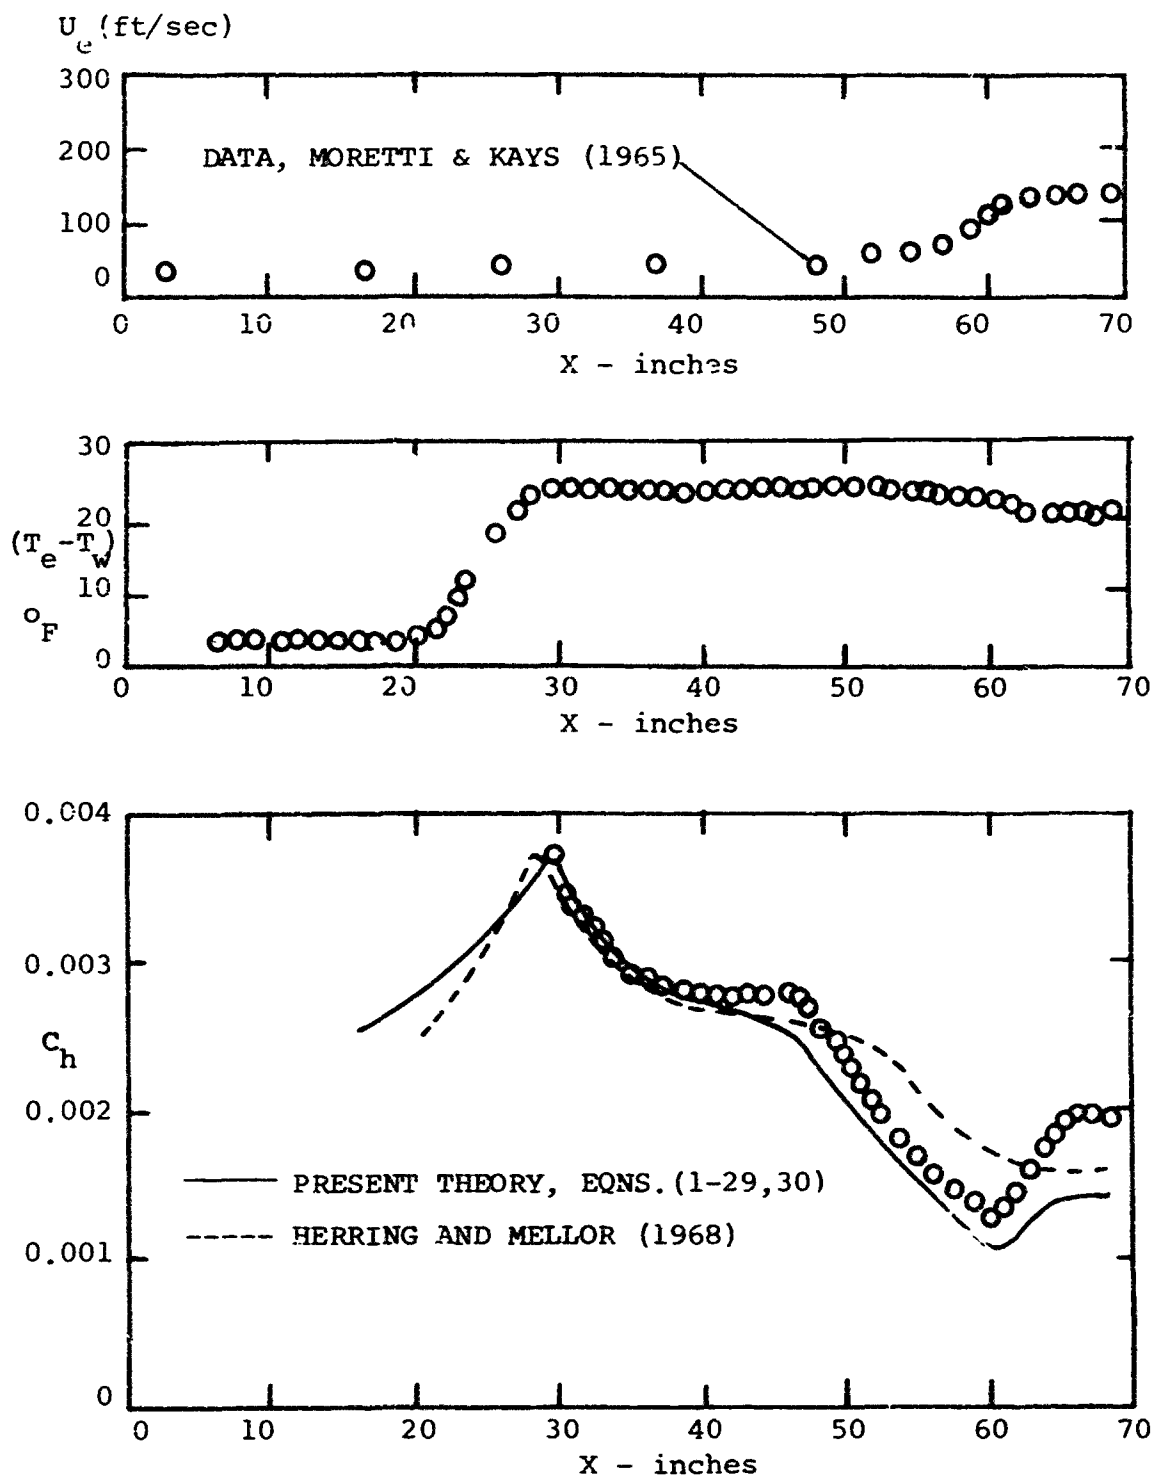 U_e (ft/sec)
300
200
100
0
DATA, MORETTI & KAYS (1965)
0 10 20 30 40 50 60 70
X - inches
30
20
(T_e-T_w)
10
°F
0
0 10 20 30 40 50 60 70
X - inches
0.004
0.003
C_h
0.002
PRESENT THEORY, EQNS. (1-29,30)
HERRING AND MELLOR (1968)
0.001
0
0 10 20 30 40 50 60 70
X - inches